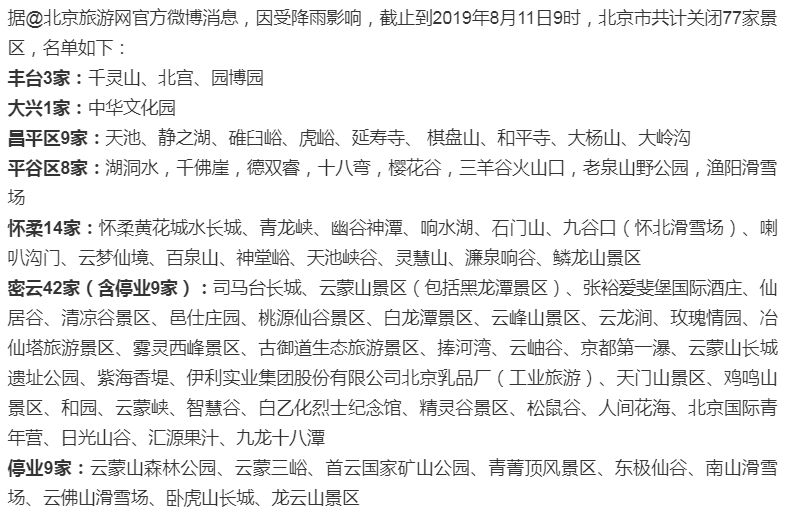 据@北京旅游网官方微博消息，因受降雨影响，截止到2019年8月11日9时，北京市共计关闭77家景
区，名单如下：
丰台3家：千灵山、北宫、园博园
大兴1家：中华文化园
昌平区9家：天池、静之湖、碓臼峪、虎峪、延寿寺、 棋盘山、和平寺、大杨山、大岭沟
平谷区8家：湖洞水，千佛崖，德双睿，十八弯，樱花谷，三羊谷火山口，老泉山野公园，渔阳滑雪
场
怀柔14家：怀柔黄花城水长城、青龙峡、幽谷神潭、响水湖、石门山、九谷口（怀北滑雪场）、喇
叭沟门、云梦仙境、百泉山、神堂峪、天池峡谷、灵慧山、濂泉响谷、鳞龙山景区
密云42家（含停业9家）：司马台长城、云蒙山景区（包括黑龙潭景区）、张裕爱斐堡国际酒庄、仙
居谷、清凉谷景区、邑仕庄园、桃源仙谷景区、白龙潭景区、云峰山景区、云龙涧、玫瑰情园、冶
仙塔旅游景区、雾灵西峰景区、古御道生态旅游景区、捧河湾、云岫谷、京都第一瀑、云蒙山长城
遗址公园、紫海香堤、伊利实业集团股份有限公司北京乳品厂（工业旅游）、天门山景区、鸡鸣山
景区、和园、云蒙峡、智慧谷、白乙化烈士纪念馆、精灵谷景区、松鼠谷、人间花海、北京国际青
年营、日光山谷、汇源果汁、九龙十八潭
停业9家：云蒙山森林公园、云蒙三峪、首云国家矿山公园、青菁顶风景区、东极仙谷、南山滑雪
场、云佛山滑雪场、卧虎山长城、龙云山景区